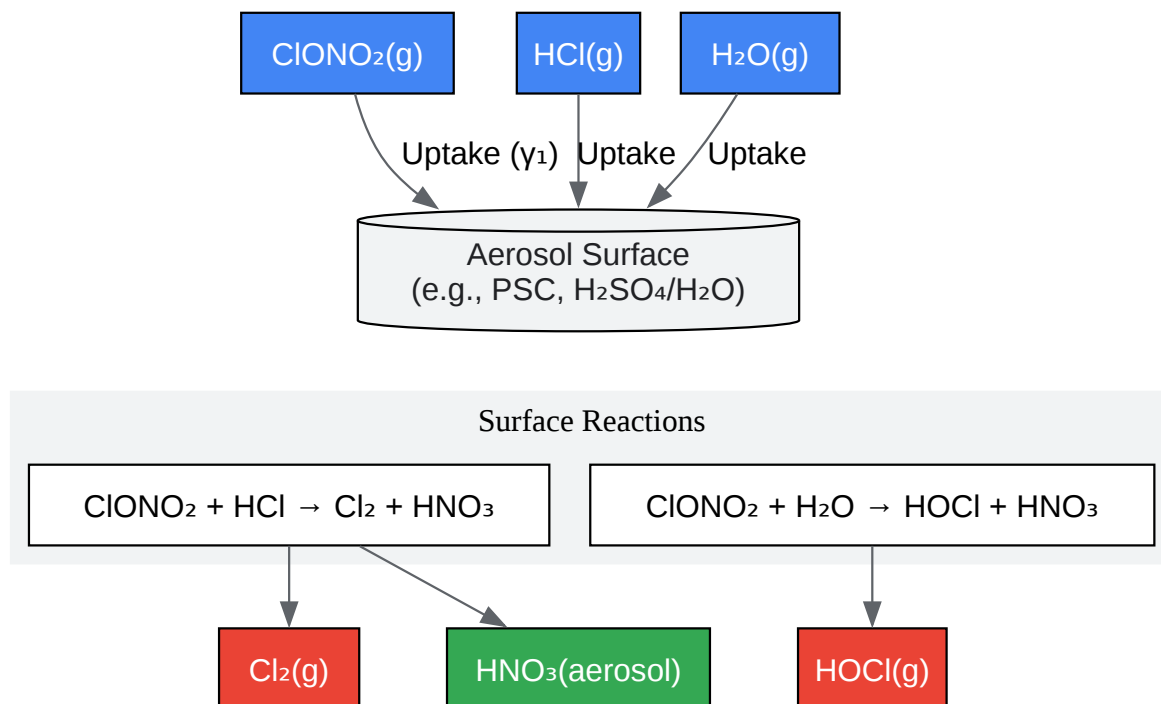 ClONO₂(g)
HCl(g)
H₂O(g)
Uptake (γ₁)
Uptake
Uptake
Aerosol Surface
(e.g., PSC, H₂SO₄/H₂O)
Surface Reactions
ClONO₂ + HCl → Cl₂ + HNO₃
ClONO₂ + H₂O → HOCl + HNO₃
Cl₂(g)
HNO₃(aerosol)
HOCl(g)